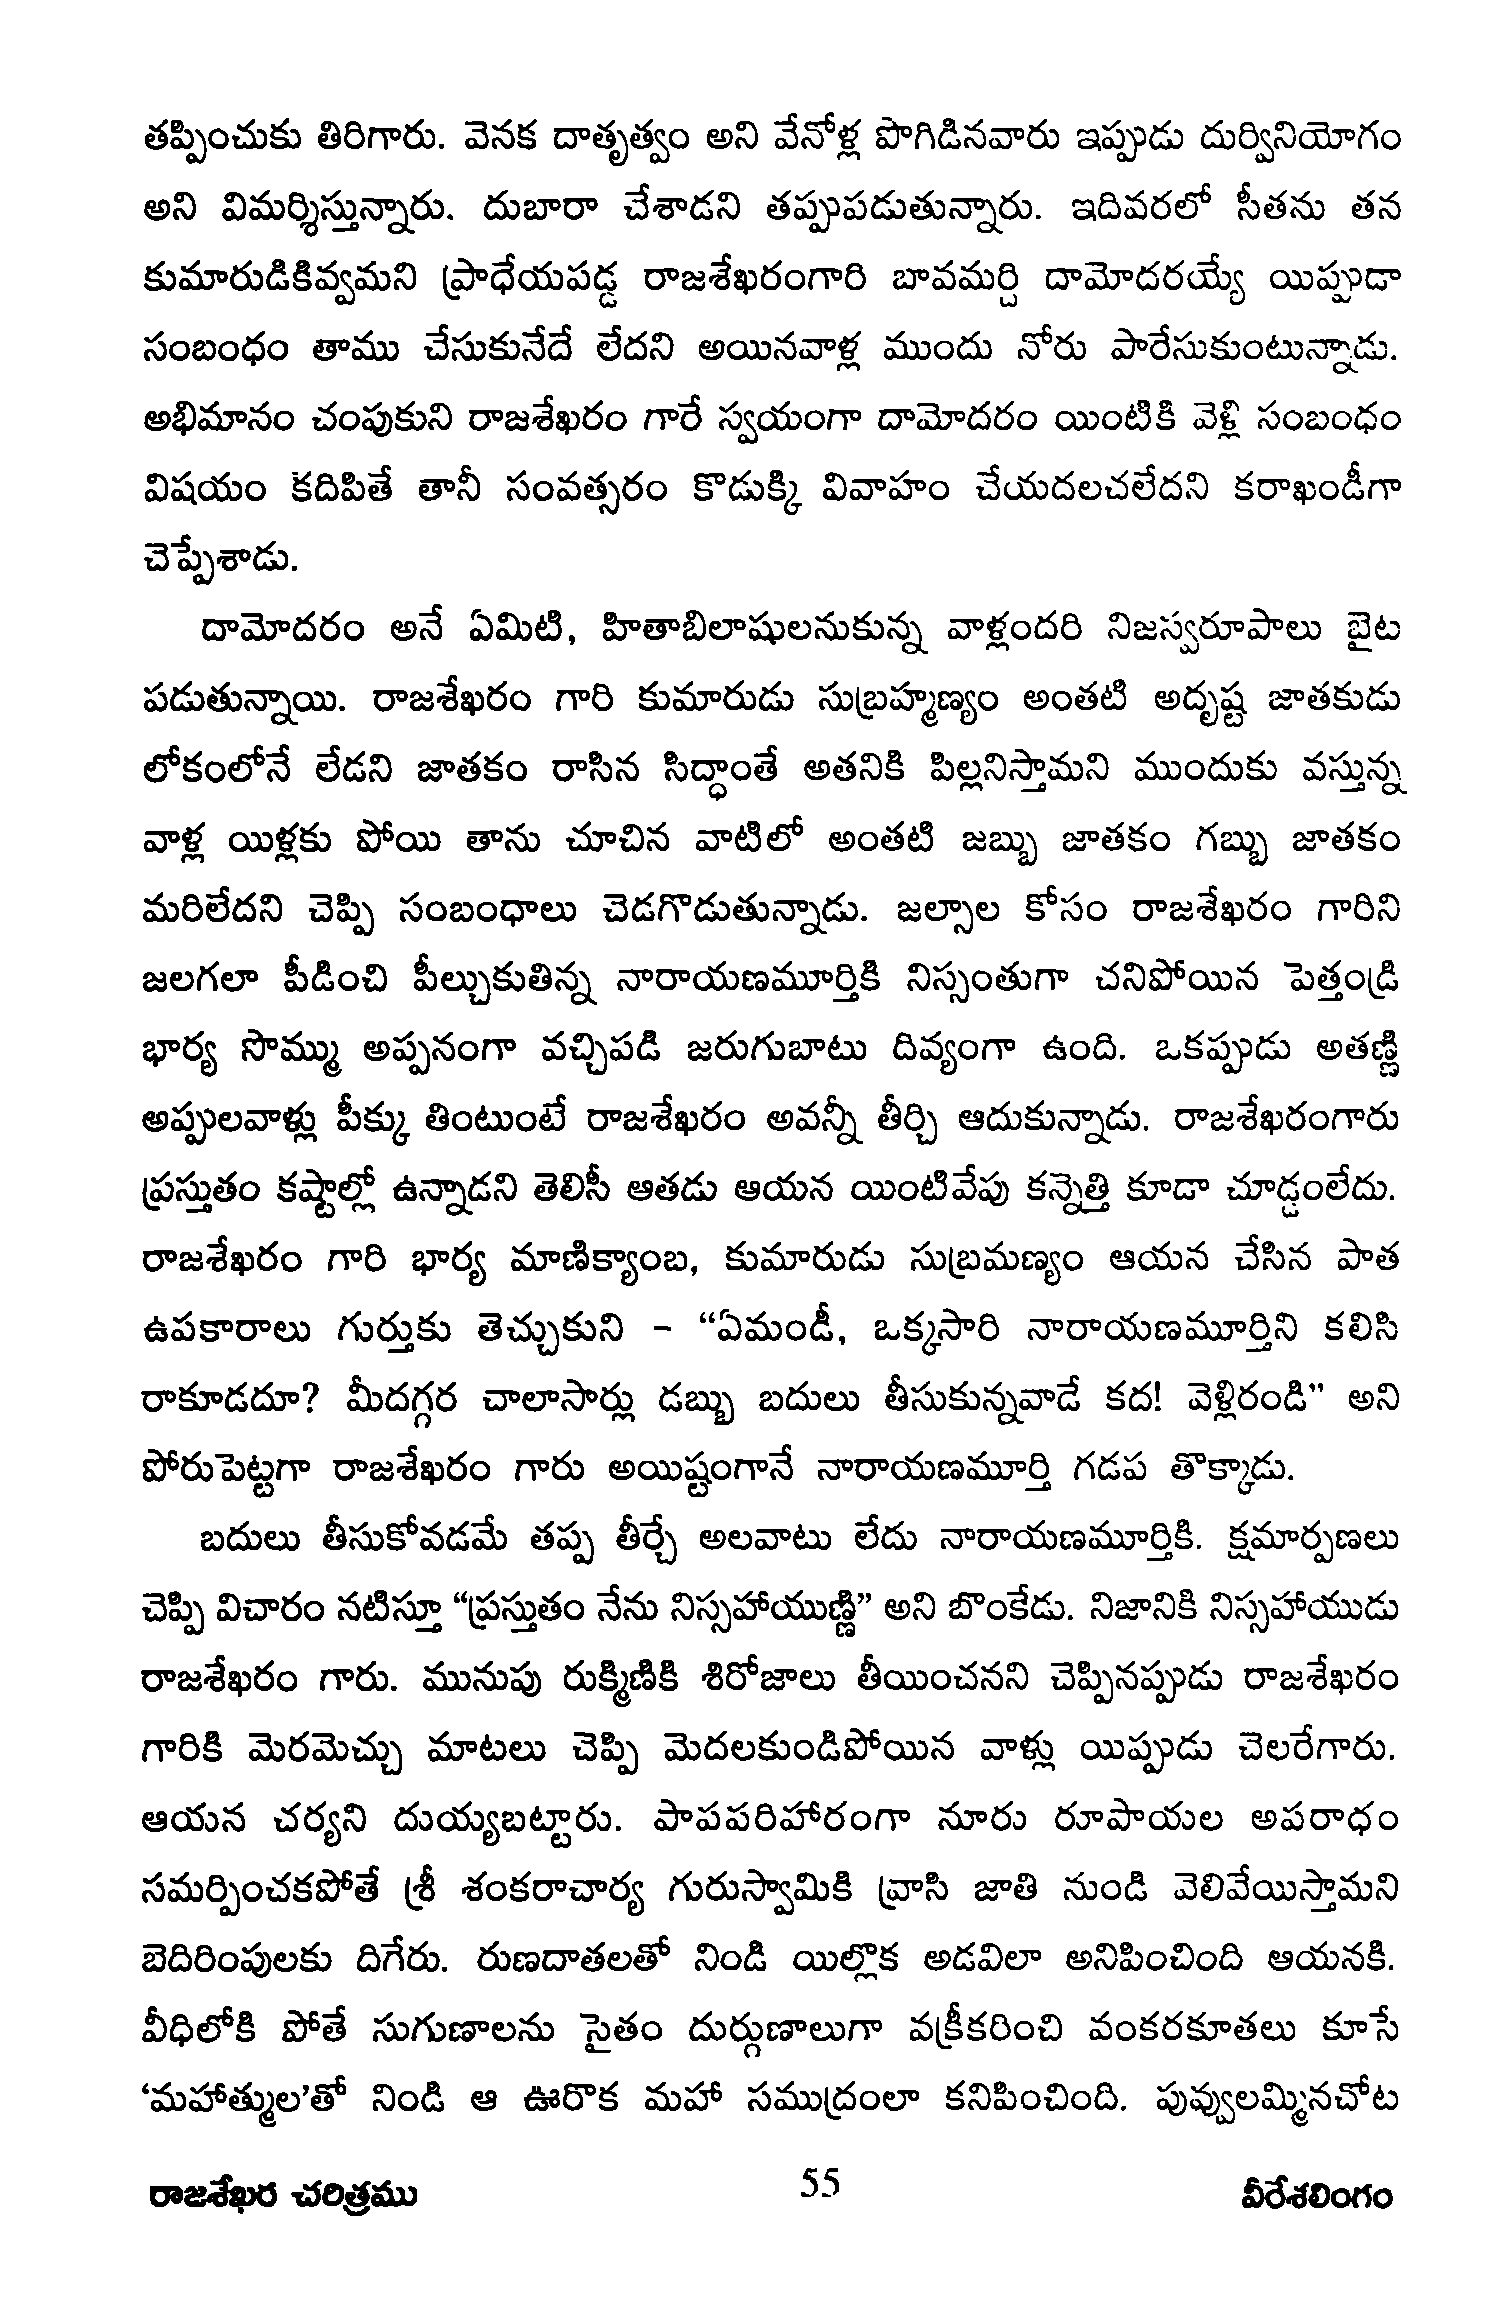 తప్పించుకు తిరిగారు. వెనక దాతృత్వం అని వేనోళ్ల పొగిడినవారు ఇప్పుడు దుర్వినియోగం
అని విమర్శిస్తున్నారు. దుబారా చేశాడని తప్పుపడుతున్నారు. ఇదివరలో సీతను తన
కుమారుడికివ్వమని ప్రాధేయపడ్డ రాజశేఖరంగారి బావమర్ది దామోదరయ్యే యిప్పుడా
సంబంధం తాము చేసుకునేదే లేదని అయినవాళ్ల ముందు నోరు పారేసుకుంటున్నాడు.
అభిమానం చంపుకుని రాజశేఖరం గారే స్వయంగా దామోదరం యింటికి వెళ్లి సంబంధం
విషయం కదిపితే తానీ సంవత్సరం కొడుక్కి వివాహం చేయదలచలేదని కరాఖండీగా
చెప్పేశాడు.
దామోదరం అనే ఏమిటి, హితాబిలాషులనుకున్న వాళ్లందరి నిజస్వరూపాలు బైట
పడుతున్నాయి. రాజశేఖరం గారి కుమారుడు సుబ్రహ్మణ్యం అంతటి అదృష్ట జాతకుడు
లోకంలోనే లేడని జాతకం రాసిన సిద్ధాంతే అతనికి పిల్లనిస్తామని ముందుకు వస్తున్న
వాళ్ల యిళ్లకు పోయి తాను చూచిన వాటిలో అంతటి జబ్బు జాతకం గబ్బు జాతకం
మరిలేదని చెప్పి సంబంధాలు చెడగొడుతున్నాడు. జల్సాల కోసం రాజశేఖరం గారిని
జలగలా పీడించి పీల్చుకుతిన్న నారాయణమూర్తికి నిస్సంతుగా చనిపోయిన పెత్తండ్రి
భార్య సొమ్ము అప్పనంగా వచ్చిపడి జరుగుబాటు దివ్యంగా ఉంది. ఒకప్పుడు అతణ్ణి
అప్పులవాళ్లు పీక్కు తింటుంటే రాజశేఖరం అవన్నీ తీర్చి ఆదుకున్నాడు. రాజశేఖరంగారు
ప్రస్తుతం కష్టాల్లో ఉన్నాడని తెలిసీ ఆతడు ఆయన యింటివేపు కన్నెత్తి కూడా చూడ్డంలేదు.
రాజశేఖరం గారి భార్య మాణిక్యాంబ, కుమారుడు సుబ్రమణ్యం ఆయన చేసిన పాత
ఉపకారాలు గుర్తుకు తెచ్చుకుని – “ఏమండీ, ఒక్కసారి నారాయణమూర్తిని కలిసి
రాకూడదూ? మీదగ్గర చాలాసార్లు డబ్బు బదులు తీసుకున్నవాడే కద! వెళ్లిరండి” అని
పోరుపెట్టగా రాజశేఖరం గారు అయిష్టంగానే నారాయణమూర్తి గడప తొక్కాడు.
బదులు తీసుకోవడమే తప్ప తీర్చే అలవాటు లేదు నారాయణమూర్తికి. క్షమార్పణలు
చెప్పి విచారం నటిస్తూ “ప్రస్తుతం నేను నిస్సహాయుణ్ణి” అని బొంకేడు. నిజానికి నిస్సహాయుడు
రాజశేఖరం గారు. మునుపు రుక్మిణికి శిరోజాలు తీయించనని చెప్పినప్పుడు రాజశేఖరం
గారికి మెరమెచ్చు మాటలు చెప్పి మెదలకుండిపోయిన వాళ్లు యిప్పుడు చెలరేగారు.
ఆయన చర్యని దుయ్యబట్టారు. పాపపరిహారంగా నూరు రూపాయల అపరాధం
సమర్పించకపోతే శ్రీ శంకరాచార్య గురుస్వామికి వ్రాసి జాతి నుండి వెలివేయిస్తామని
బెదిరింపులకు దిగేరు. రుణదాతలతో నిండి యిల్లొక అడవిలా అనిపించింది ఆయనకి.
వీధిలోకి పోతే సుగుణాలను సైతం దుర్గుణాలుగా వక్రీకరించి వంకరకూతలు కూసే
‘మహాత్ముల’తో నిండి ఆ ఊరొక మహా సముద్రంలా కనిపించింది. పువ్వులమ్మినచోట
రాజశేఖర చరిత్రము 55 వీరేశలింగం